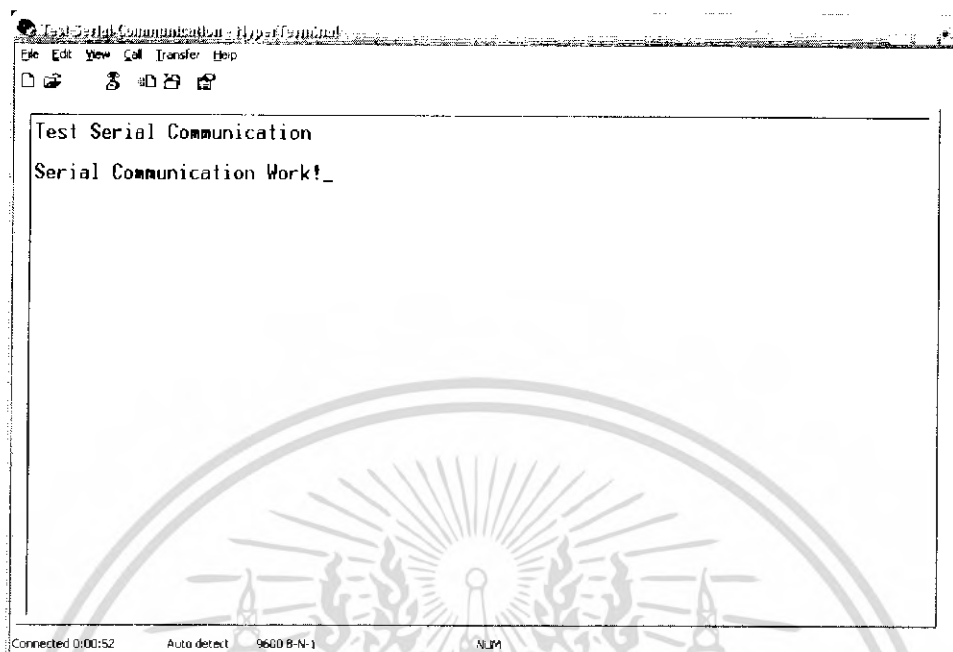 Test Serial Communication - HyperTerminal
File Edit View Call Transfer Help
Test Serial Communication
Serial Communication Work!_
Connected 0:00:52 Auto detect 9600 8-N-1 NUM